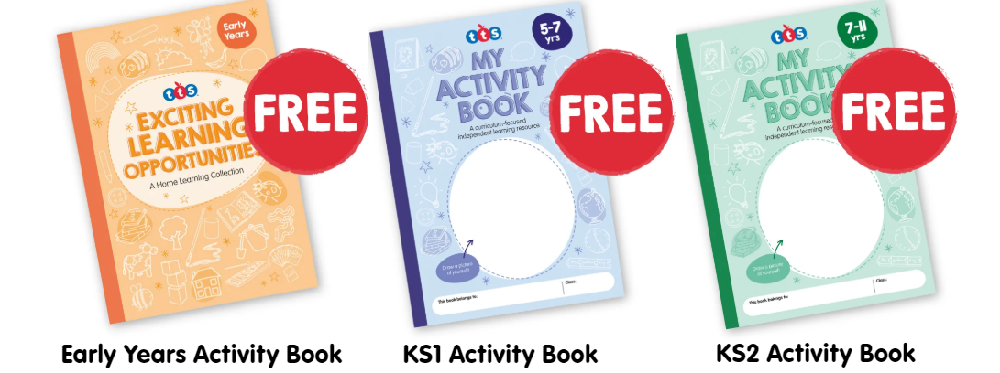 Early
Years
tts
EXCITING
LEARNING
OPPORTUNITIES
A Home Learning Collection
FREE
5-7
yrs
tts
MY
ACTIVITY
BOOK
A curriculum-focused
independent learning resource
FREE
Draw a picture
of yourself
This book belongs to:
Class:
7-11
yrs
tts
MY
ACTIVITY
BOOK
A curriculum-focused
independent learning
FREE
Draw a picture
of yourself
This book belongs to:
Class:
Early Years Activity Book
KS1 Activity Book
KS2 Activity Book